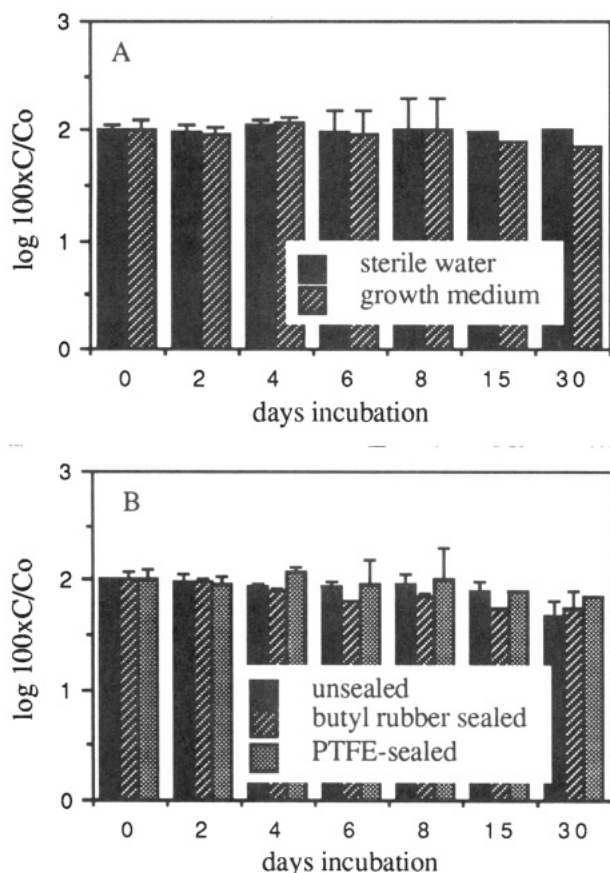 3
A
2
log 100xC/Co
1
sterile water
growth medium
0
0 2 4 6 8 15 30
days incubation
3
B
2
log 100xC/Co
1
unsealed
butyl rubber sealed
PTFE-sealed
0
0 2 4 6 8 15 30
days incubation